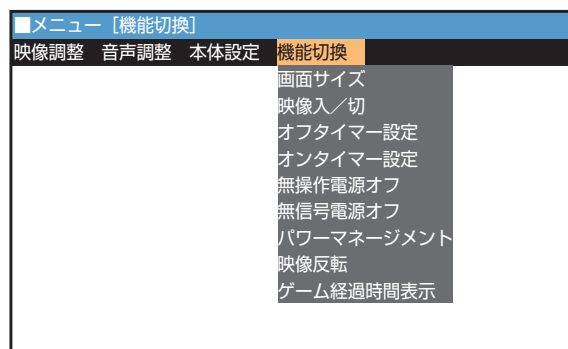 ■メニュー [機能切換]
映像調整 音声調整 本体設定 機能切換
画面サイズ
映像入／切
オフタイマー設定
オンタイマー設定
無操作電源オフ
無信号電源オフ
パワーマネージメント
映像反転
ゲーム経過時間表示